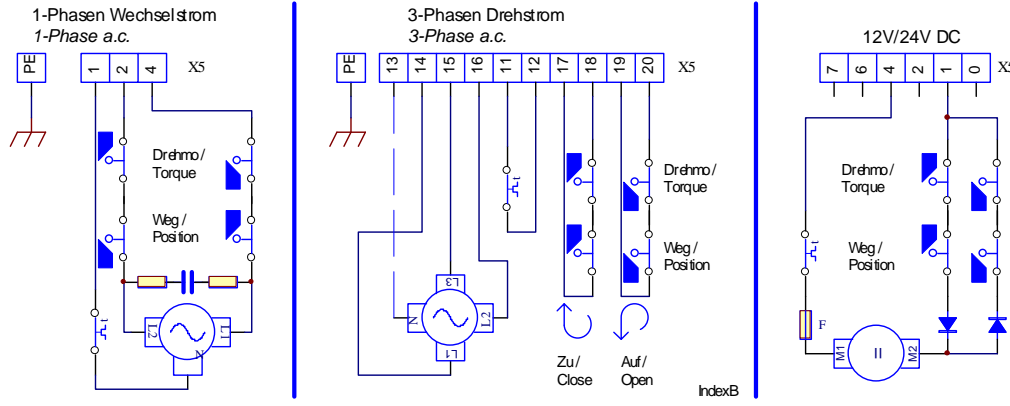 1-Phasen Wechselstrom
1-Phase a.c.
PE
1 2 4 X5
Drehmo/
Torque
Weg/
Position
t
L2 L1
N
3-Phasen Drehstrom
3-Phase a.c.
PE
13 14 15 16 11 12 17 18 19 20 X5
t
Drehmo/
Torque
Weg/
Position
L3
N L2
L1
Zu/
Close
Auf/
Open
IndexB
12V/24V DC
7 6 4 2 1 0 X5
Drehmo/
Torque
Weg/
Position
t
F
M1 M2